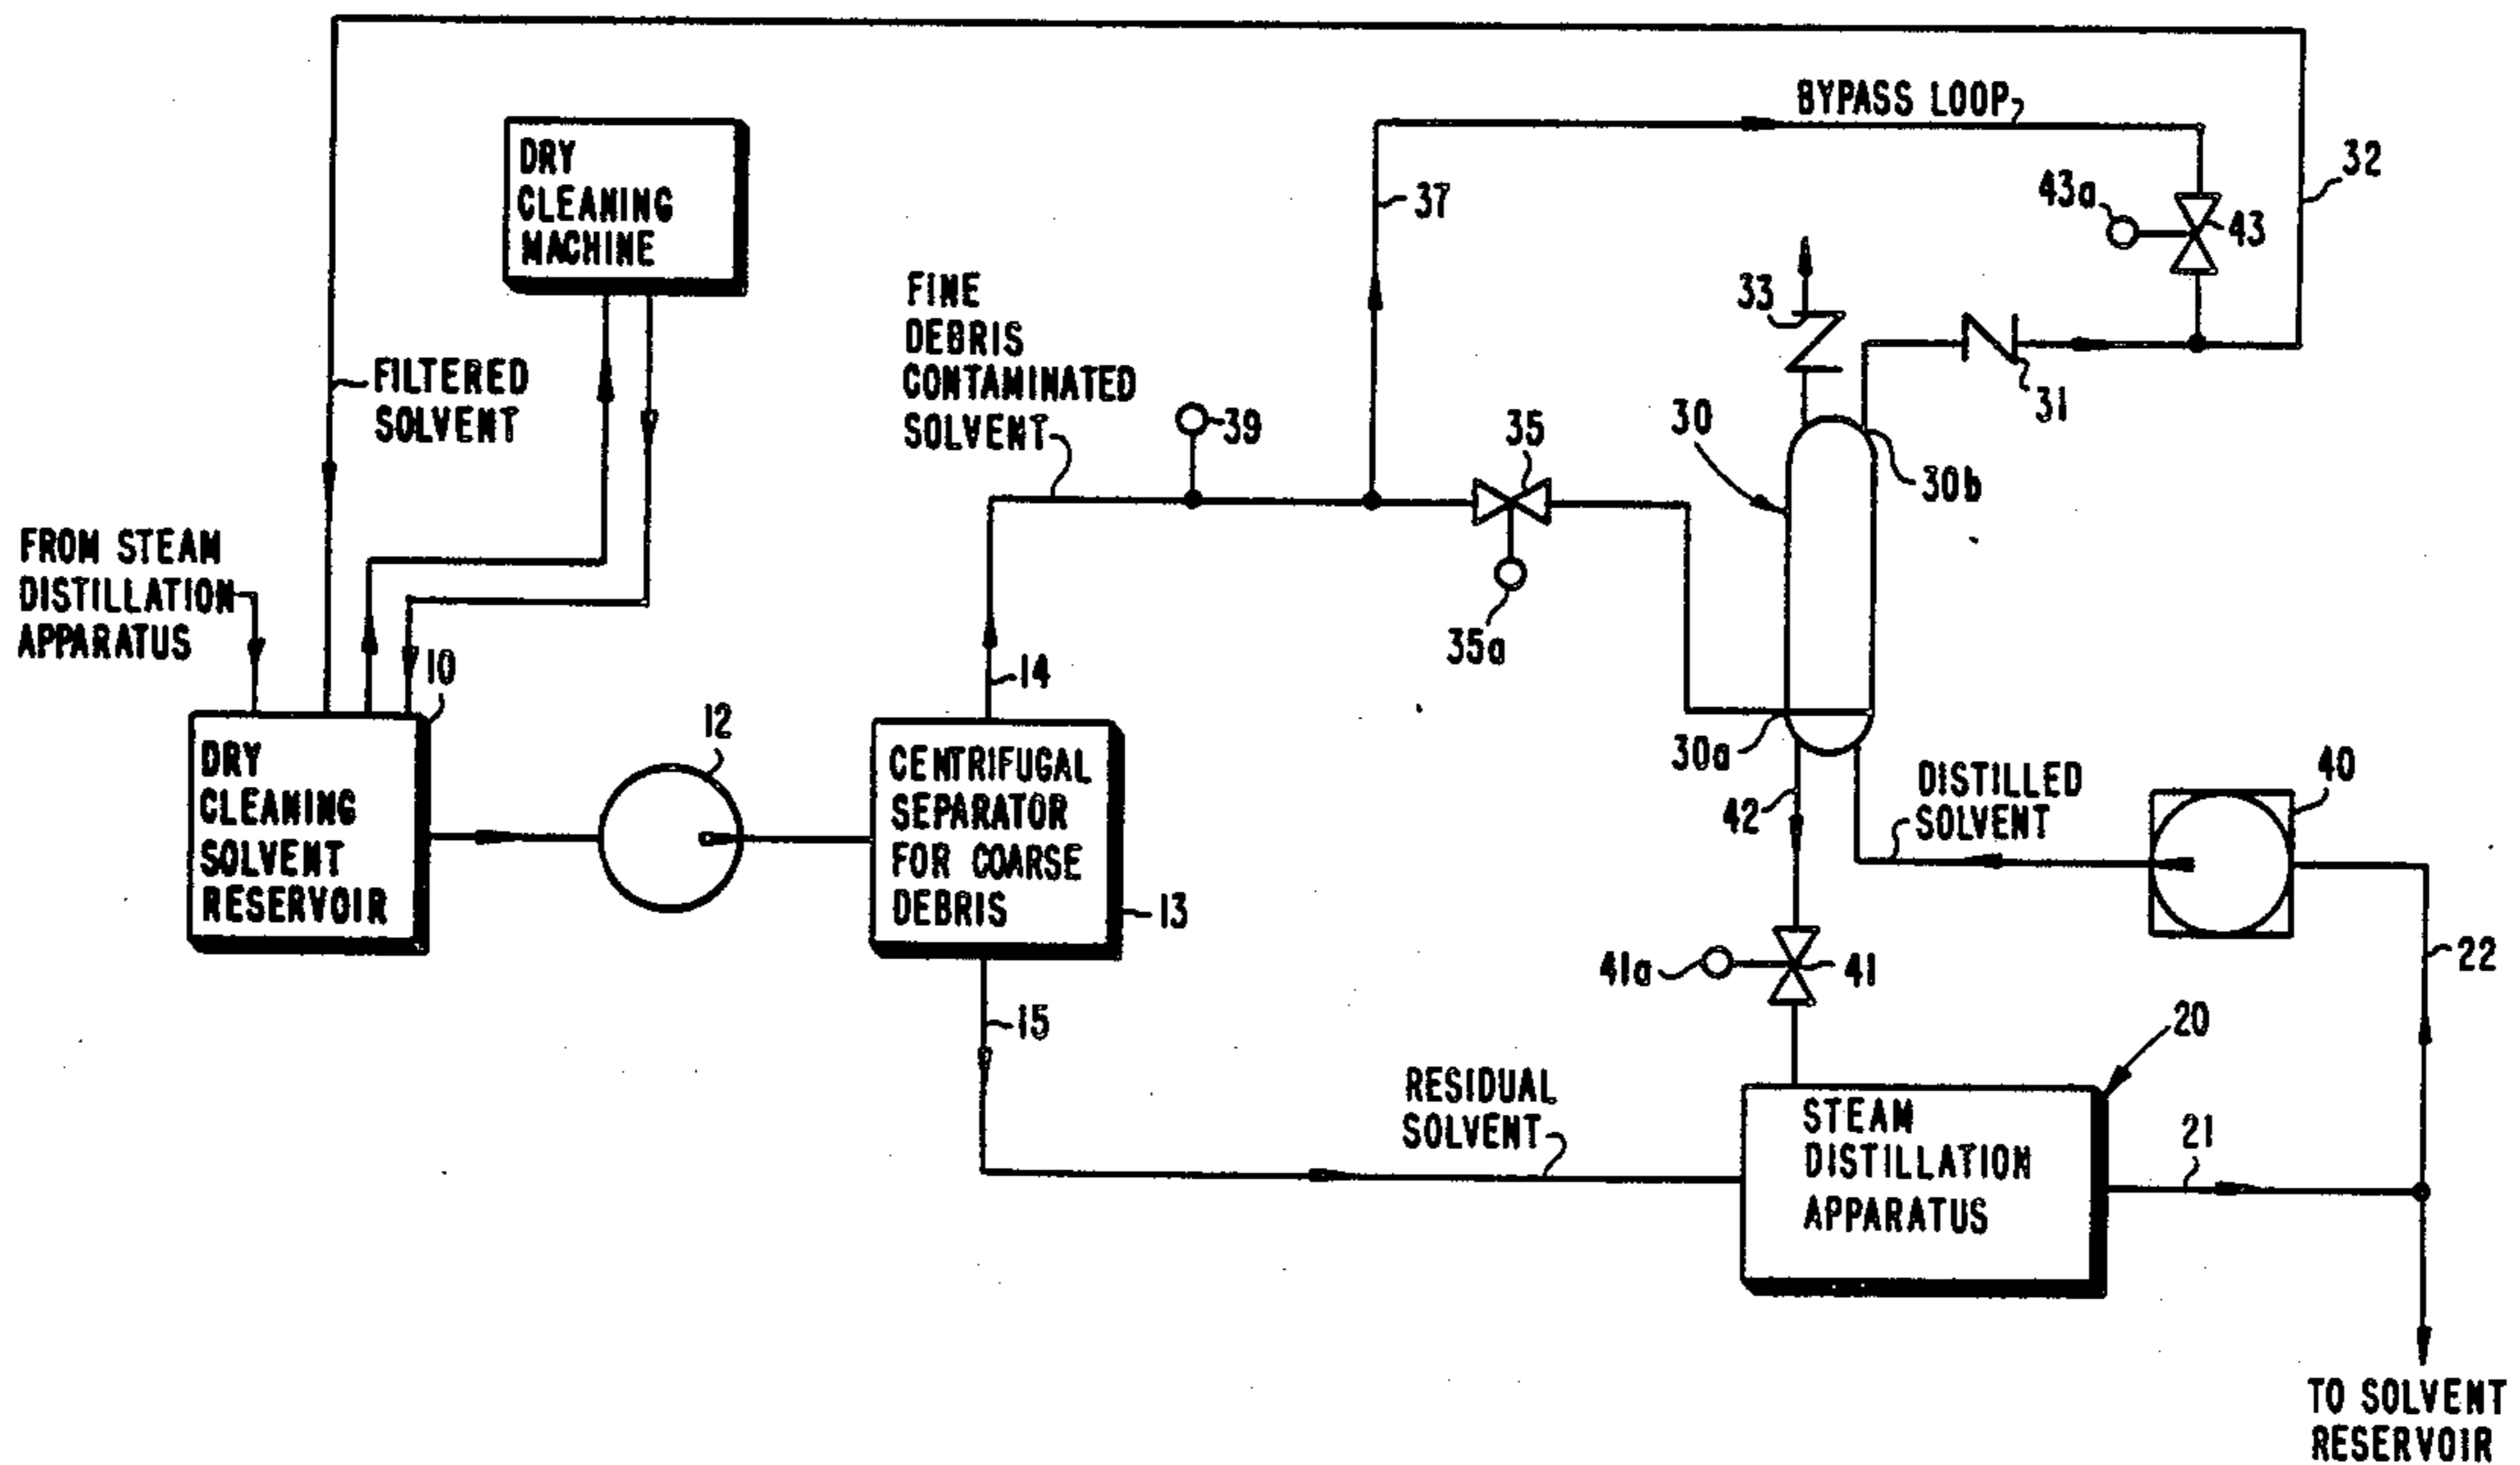 BYPASS LOOP
DRY
CLEANING
MACHINE
32
43a
37
43
FINE
DEBRIS
CONTAMINATED
SOLVENT
33
FILTERED
SOLVENT
31
39
35
30
30b
FROM STEAM
DISTILLATION
APPARATUS
35a
10
14
12
30a
DRY
CLEANING
SOLVENT
RESERVOIR
CENTRIFUGAL
SEPARATOR
FOR COARSE
DEBRIS
42
DISTILLED
SOLVENT
40
13
41a
41
22
15
20
RESIDUAL
SOLVENT
STEAM
DISTILLATION
APPARATUS
21
TO SOLVENT
RESERVOIR